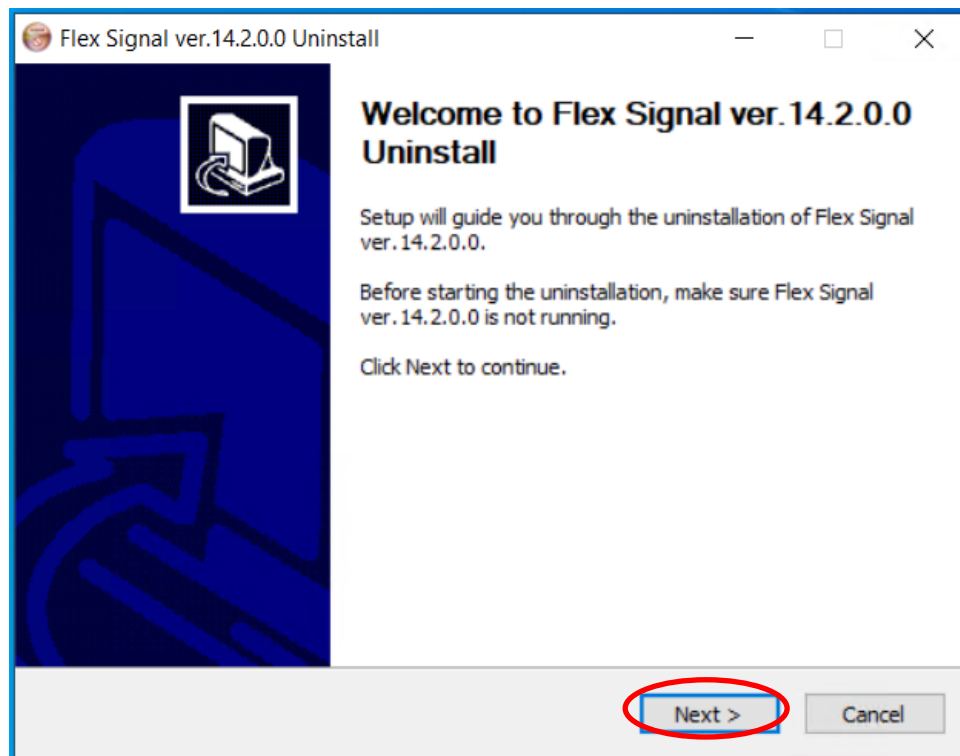 Flex Signal ver.14.2.0.0 Uninstall
Welcome to Flex Signal ver.14.2.0.0
Uninstall
Setup will guide you through the uninstallation of Flex Signal
ver.14.2.0.0.
Before starting the uninstallation, make sure Flex Signal
ver.14.2.0.0 is not running.
Click Next to continue.
Next >
Cancel